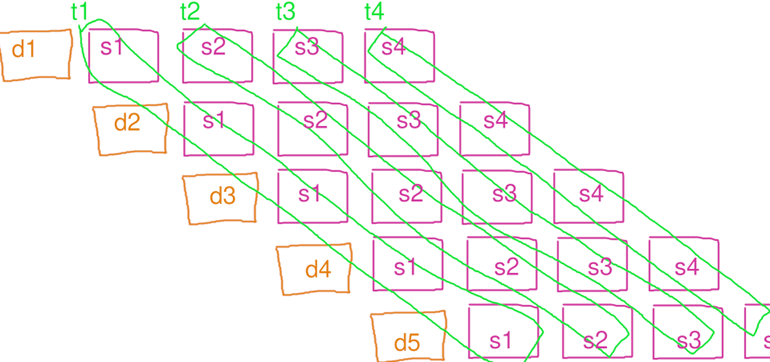 t1 t2 t3 t4
d1 s1 s2 s3 s4
d2 s1 s2 s3 s4
d3 s1 s2 s3 s4
d4 s1 s2 s3 s4
d5 s1 s2 s3 s